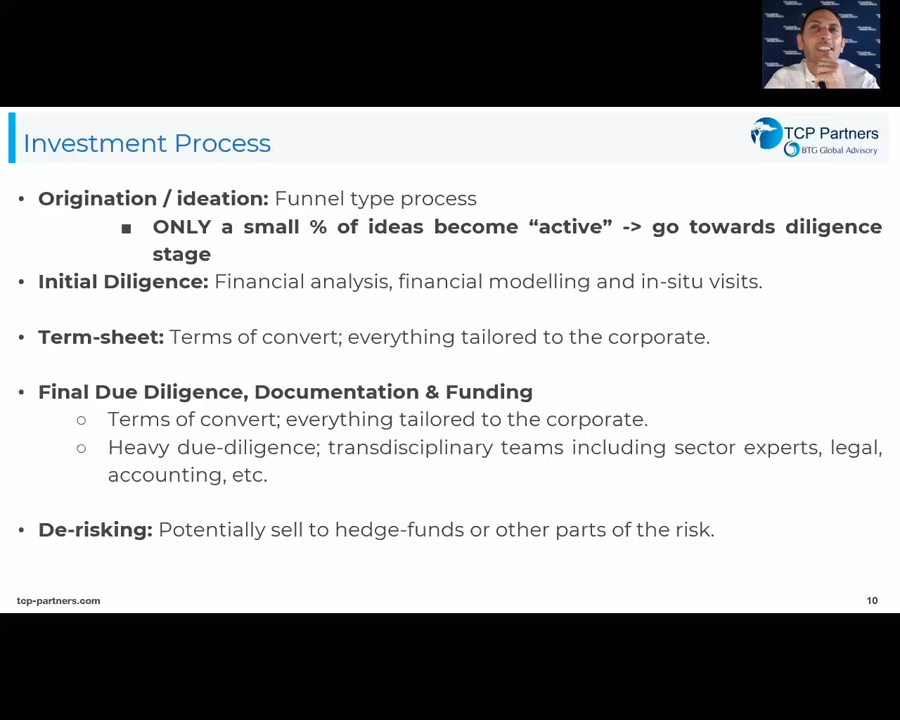 Investment Process
TCP Partners
BTG Global Advisory
• Origination / ideation: Funnel type process
■ ONLY a small % of ideas become “active” -> go towards diligence
stage
• Initial Diligence: Financial analysis, financial modelling and in-situ visits.
• Term-sheet: Terms of convert; everything tailored to the corporate.
• Final Due Diligence, Documentation & Funding
○ Terms of convert; everything tailored to the corporate.
○ Heavy due-diligence; transdisciplinary teams including sector experts, legal,
accounting, etc.
• De-risking: Potentially sell to hedge-funds or other parts of the risk.
tcp-partners.com
10